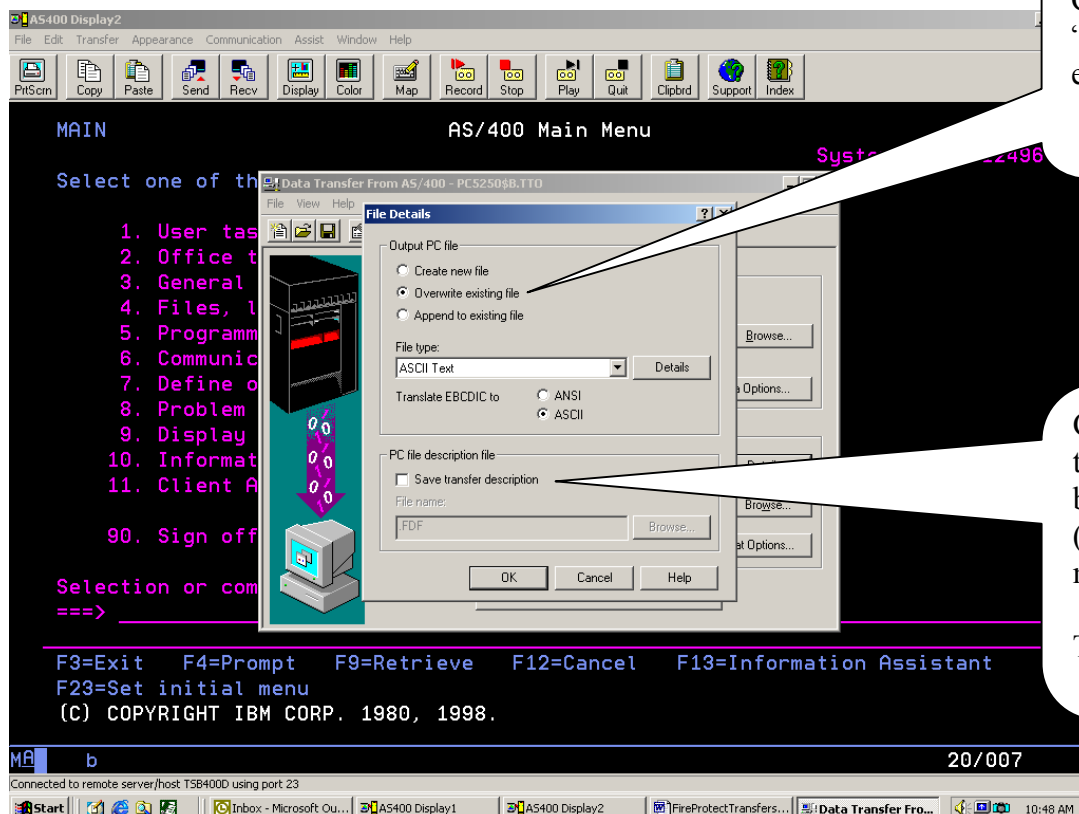 AS400 Display2
File Edit Transfer Appearance Communication Assist Window Help
PrtScrn Copy Paste Send Recv Display Color Map Record Stop Play Quit Clipbrd Support Index
MAIN AS/400 Main Menu
Select one of th
Data Transfer From AS/400 - PC5250$B.TTO
File View Help
File Details
1. User tas
2. Office t
3. General
4. Files, l
5. Programm
6. Communic
7. Define o
8. Problem
9. Display
10. Informat
11. Client A
90. Sign off
Selection or com
===>
Output PC file
Create new file
Overwrite existing file
Append to existing file
File type:
ASCII Text Details
Translate EBCDIC to ANSI
ASCII
PC file description file
Save transfer description
File name:
.FDF Browse...
OK Cancel Help
Browse...
Options...
Browse...
at Options...
F3=Exit F4=Prompt F9=Retrieve F12=Cancel F13=Information Assistant
F23=Set initial menu
(C) COPYRIGHT IBM CORP. 1980, 1998.
MA b 20/007
Connected to remote server/host TSB400D using port 23
Start Inbox - Microsoft Ou... AS400 Display1 AS400 Display2 FireProtectTransfers... Data Transfer Fro... 10:48 AM